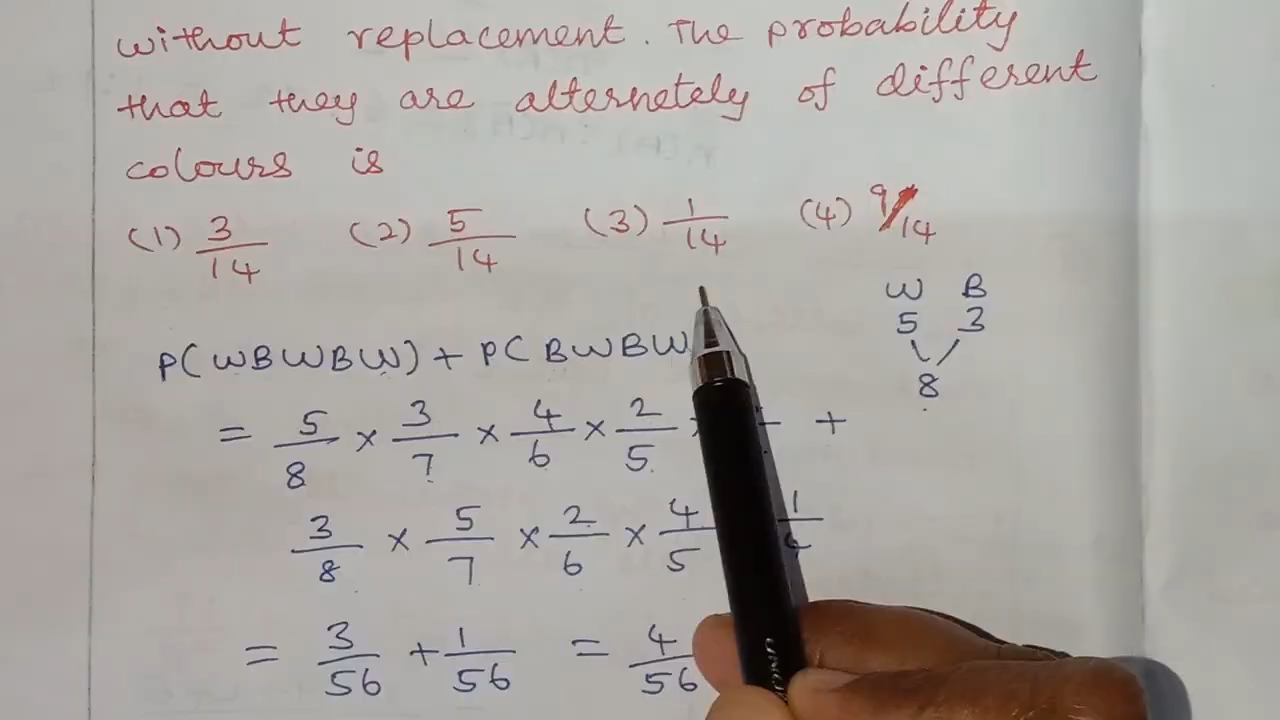 without replacement. The probability
that they are alternetely of different
colours is
(1) 3/14 (2) 5/14 (3) 1/14 (4) 9/14
W B
5 3
8
P(WBWBW) + P(BWBW
= 5/8 × 3/7 × 4/6 × 2/5 × +
3/8 × 5/7 × 2/6 × 4/5 1/
= 3/56 + 1/56 = 4/56
UNO